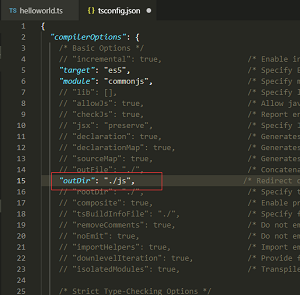 TS helloworld.ts
tsconfig.json
1 {
2 "compilerOptions": {
3 /* Basic Options */
4 // "incremental": true, /* Enable in
5 "target": "es5", /* Specify E
6 "module": "commonjs", /* Specify m
7 // "lib": [], /* Specify l
8 // "allowJs": true, /* Allow jav
9 // "checkJs": true, /* Report er
10 // "jsx": "preserve", /* Specify J
11 // "declaration": true, /* Generates
12 // "declarationMap": true, /* Generates
13 // "sourceMap": true, /* Generates
14 // "outFile": "./", /* Concatena
15 "outDir": "./js", /* Redirect o
16 // "rootDir": "./", /* Specify t
17 // "composite": true, /* Enable pr
18 // "tsBuildInfoFile": "./", /* Specify f
19 // "removeComments": true, /* Do not em
20 // "noEmit": true, /* Do not em
21 // "importHelpers": true, /* Import em
22 // "downlevelIteration": true, /* Provide f
23 // "isolatedModules": true, /* Transpile
24
25 /* Strict Type-Checking Options */